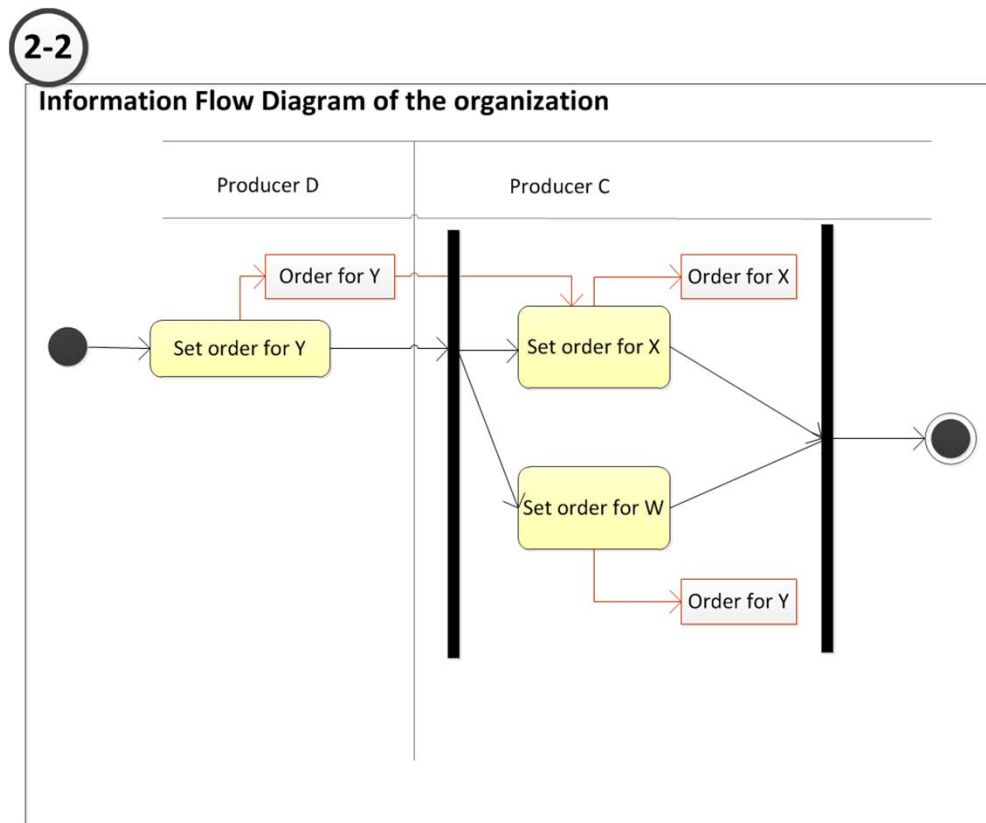 2-2
Information Flow Diagram of the organization
Producer D
Producer C
Order for Y
Order for X
Set order for Y
Set order for X
Set order for W
Order for Y